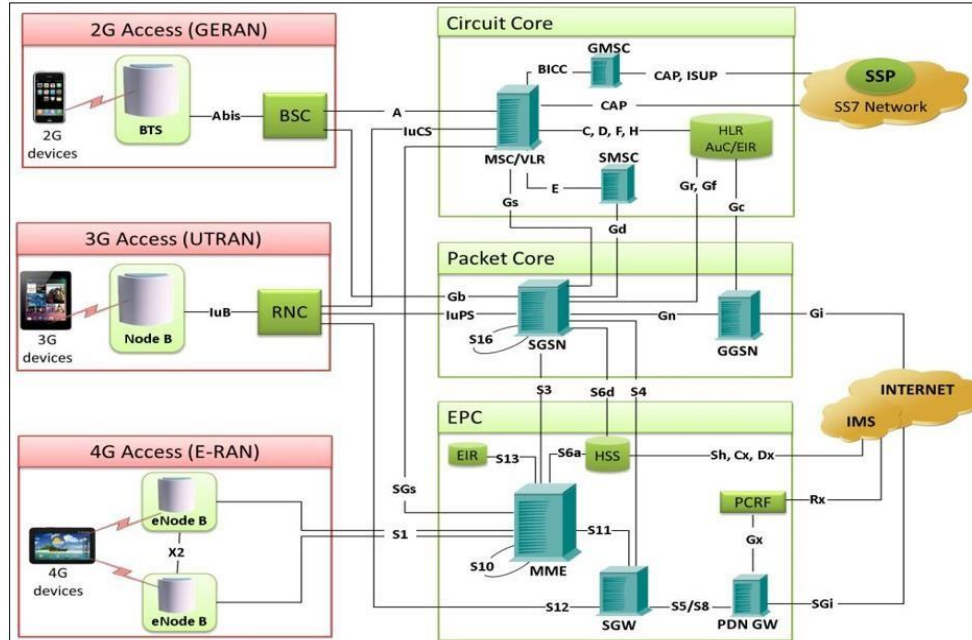 2G Access (GERAN)
2G
devices
BTS
Abis
BSC
3G Access (UTRAN)
3G
devices
Node B
IuB
RNC
4G Access (E-RAN)
eNode B
X2
4G
devices
eNode B
A
IuCS
Gb
IuPS
SGs
S1
S12
Circuit Core
GMSC
BICC
CAP, ISUP
CAP
SSP
SS7 Network
C, D, F, H
HLR
AuC/EIR
MSC/VLR
SMSC
E
Gs
Gd
Gr, Gf
Gc
Packet Core
S16
SGSN
Gn
GGSN
Gi
S3
S6d
S4
INTERNET
IMS
EPC
EIR
S13
S6a
HSS
Sh, Cx, Dx
PCRF
Rx
Gx
S11
S10
MME
SGW
S5/S8
PDN GW
SGi